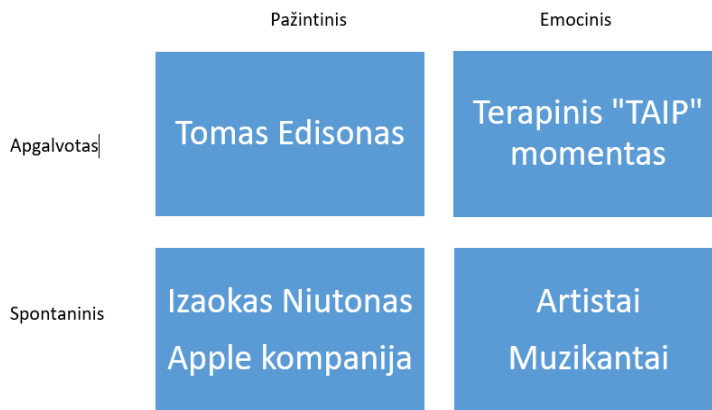 Pažintinis
Emocinis
Apgalvotas
Tomas Edisonas
Terapinis "TAIP"
momentas
Spontaninis
Izaokas Niutonas
Apple kompanija
Artistai
Muzikantai